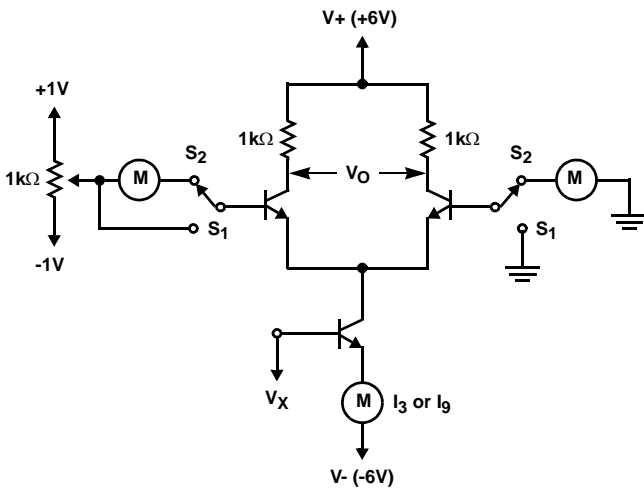 V+ (+6V)
+1V
1kΩ
-1V
M
S2
S1
1kΩ
VO
1kΩ
S2
M
S1
VX
M
I3 or I9
V- (-6V)